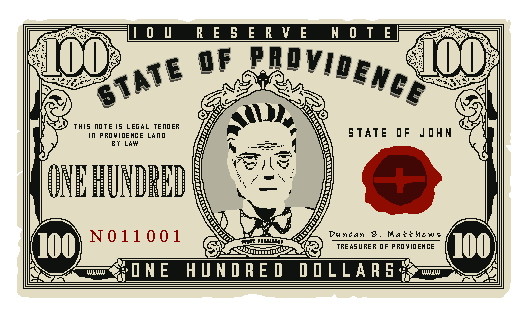 IOU RESERVE NOTE
100
100
STATE OF PROVIDENCE
THIS NOTE IS LEGAL TENDER
IN PROVIDENCE LAND
BY LAW
STATE OF JOHN
ONE HUNDRED
N011001
Duncan S. Matthews
TREASURER OF PROVIDENCE
100
100
ONE HUNDRED DOLLARS